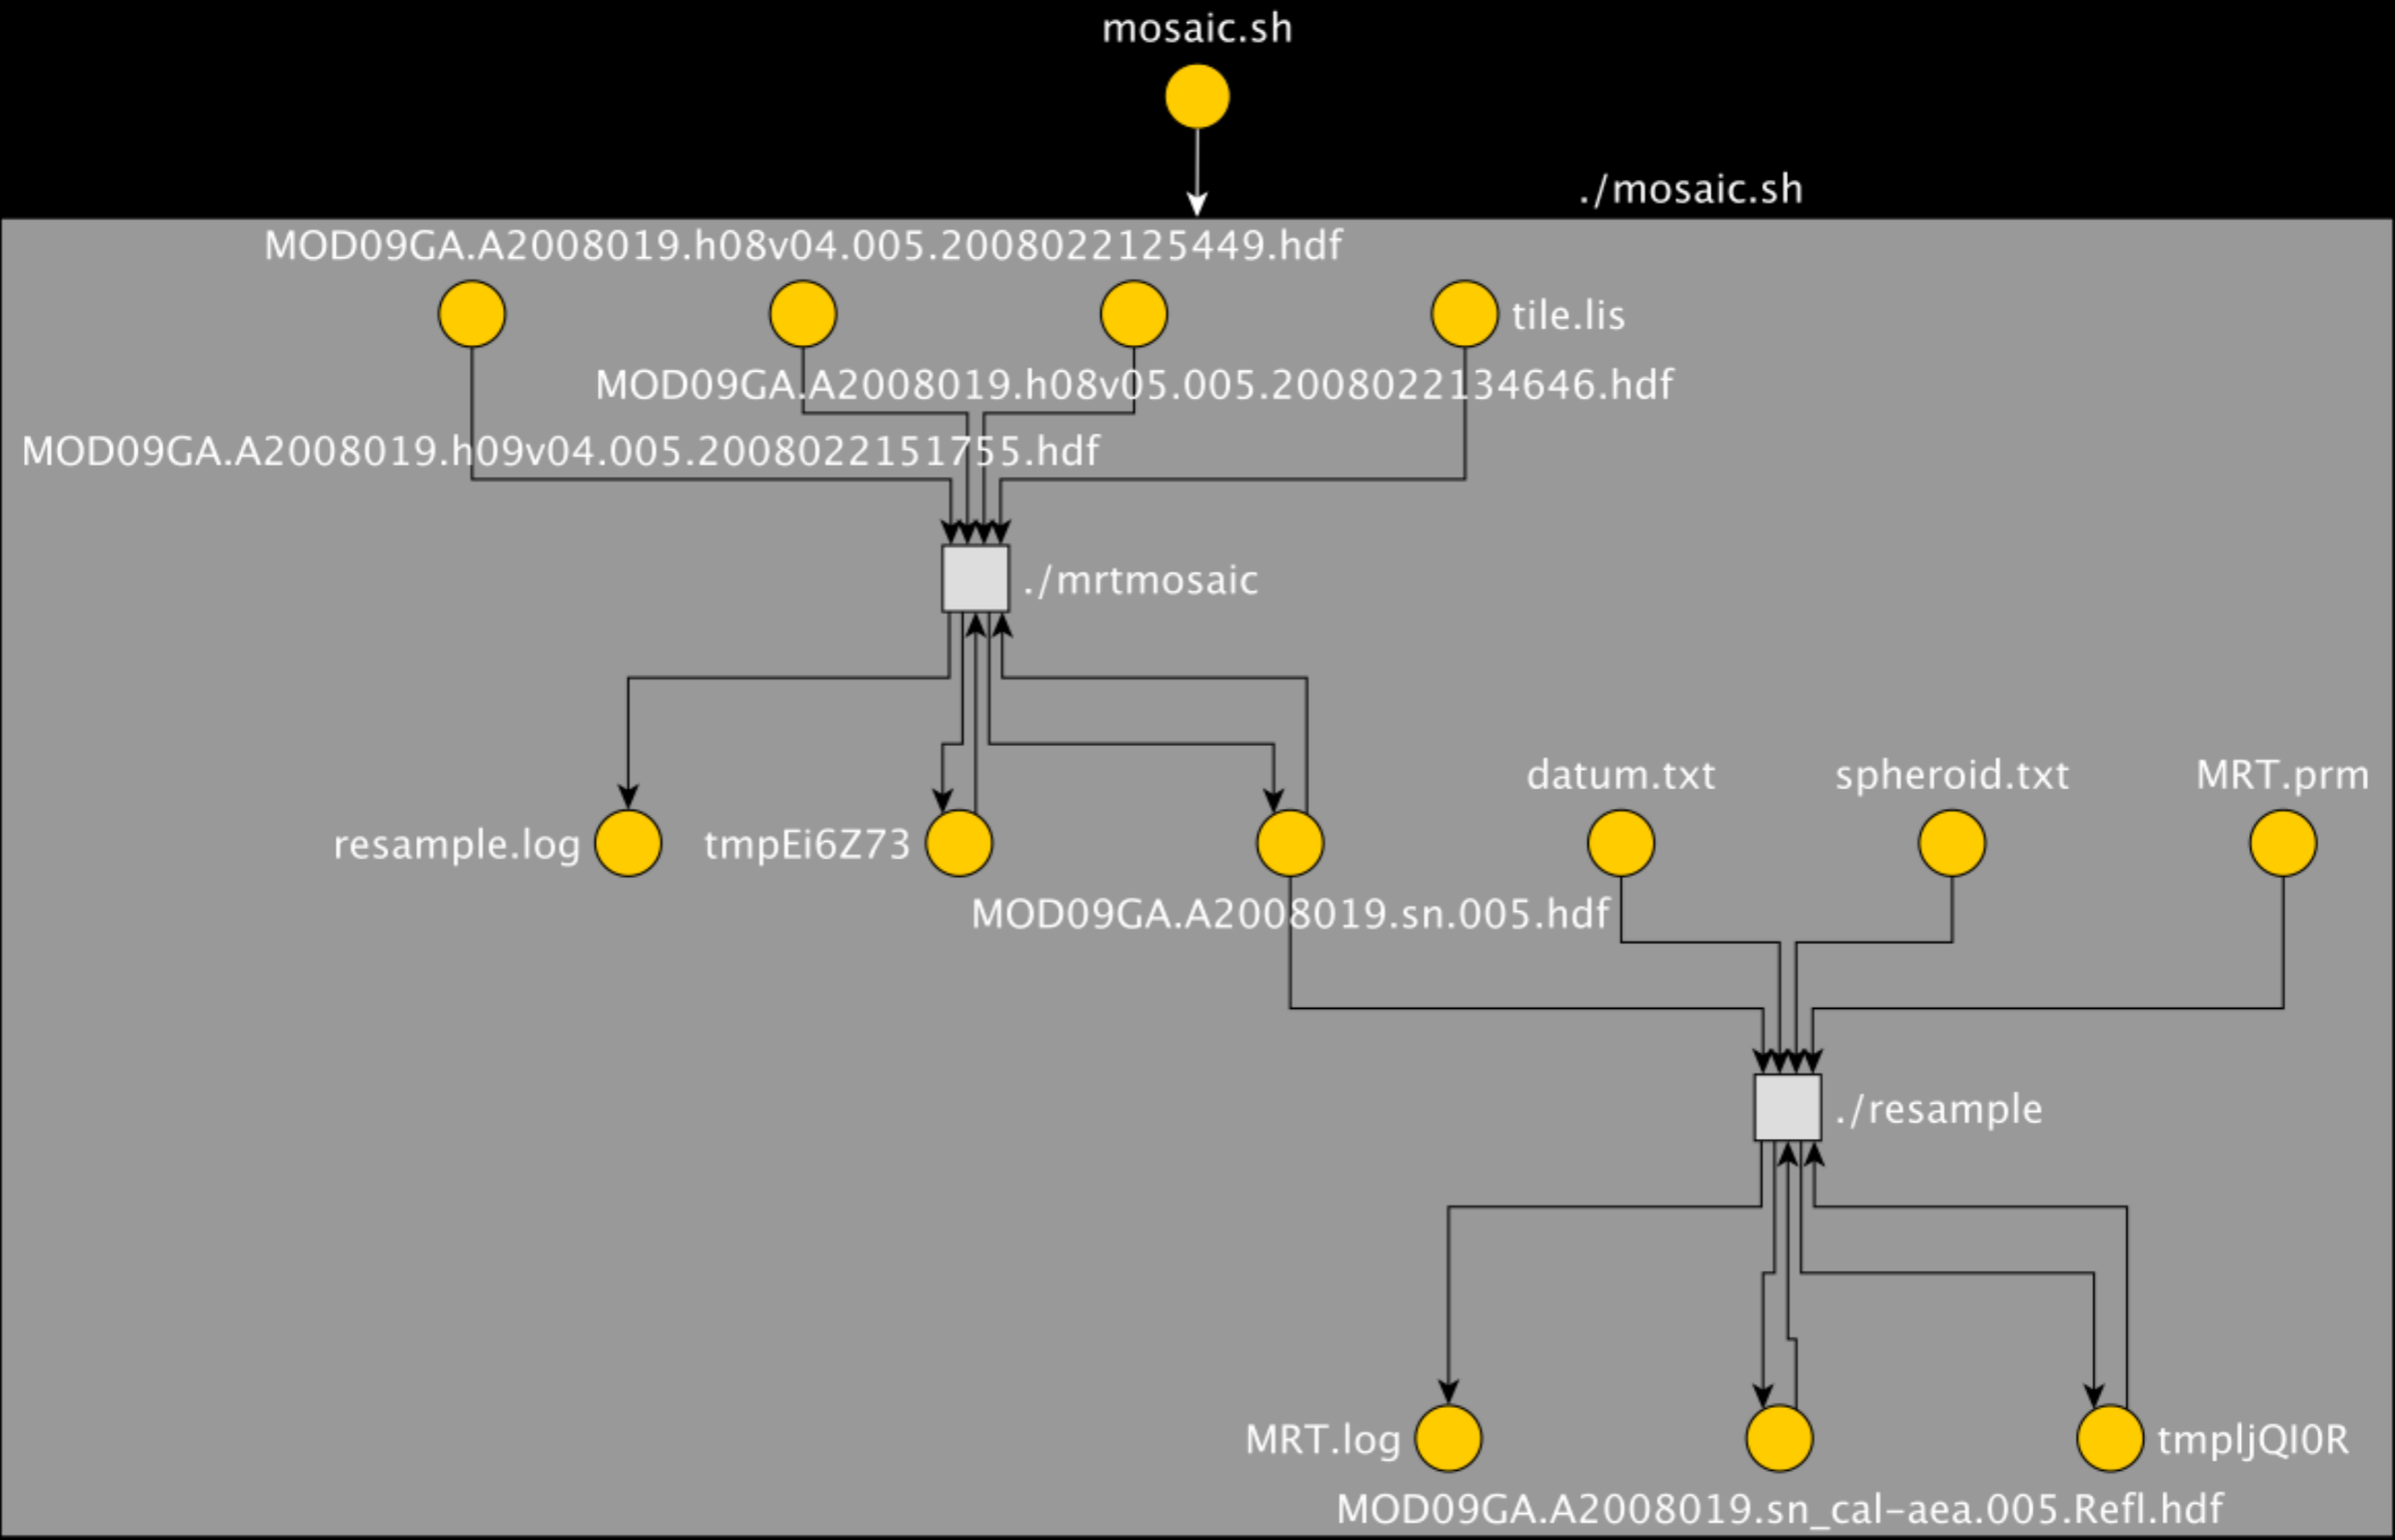 mosaic.sh
./mosaic.sh
MOD09GA.A2008019.h08v04.005.2008022125449.hdf
tile.lis
MOD09GA.A2008019.h08v05.005.2008022134646.hdf
MOD09GA.A2008019.h09v04.005.2008022151755.hdf
./mrtmosaic
datum.txt
spheroid.txt
MRT.prm
resample.log
tmpEi6Z73
MOD09GA.A2008019.sn.005.hdf
./resample
MRT.log
tmpljQI0R
MOD09GA.A2008019.sn_cal-aea.005.Refl.hdf